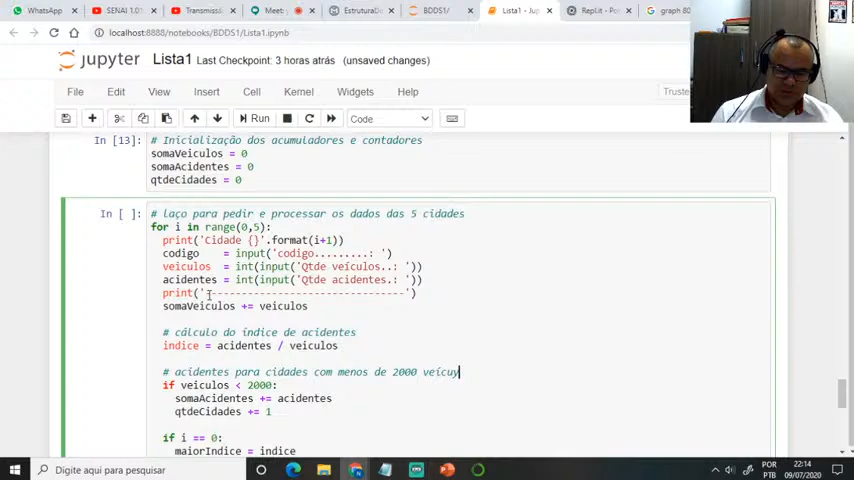 WhatsApp
SENAI 1.01
Transmissã
Meet:
EstruturaD
BDDS1/
Lista1 - Jup
Repl.it - Po
graph 80
localhost:8888/notebooks/BDDS1/Lista1.ipynb
jupyter Lista1 Last Checkpoint: 3 horas atrás (unsaved changes)
File Edit View Insert Cell Kernel Widgets Help
Truste
Run Code
In [13]: # Inicialização dos acumuladores e contadores
somaVeiculos = 0
somaAcidentes = 0
qtdeCidades = 0
In [ ]: # laço para pedir e processar os dados das 5 cidades
for i in range(0,5):
print('Cidade {}'.format(i+1))
codigo = input('codigo.........: ')
veiculos = int(input('Qtde veículos..: '))
acidentes = int(input('Qtde acidentes.: '))
print('---------------------------------')
somaVeiculos += veiculos
# cálculo do índice de acidentes
indice = acidentes / veiculos
# acidentes para cidades com menos de 2000 veícuy
if veiculos < 2000:
somaAcidentes += acidentes
qtdeCidades += 1
if i == 0:
maiorIndice = indice
Digite aqui para pesquisar
POR
PTB
22:14
09/07/2020